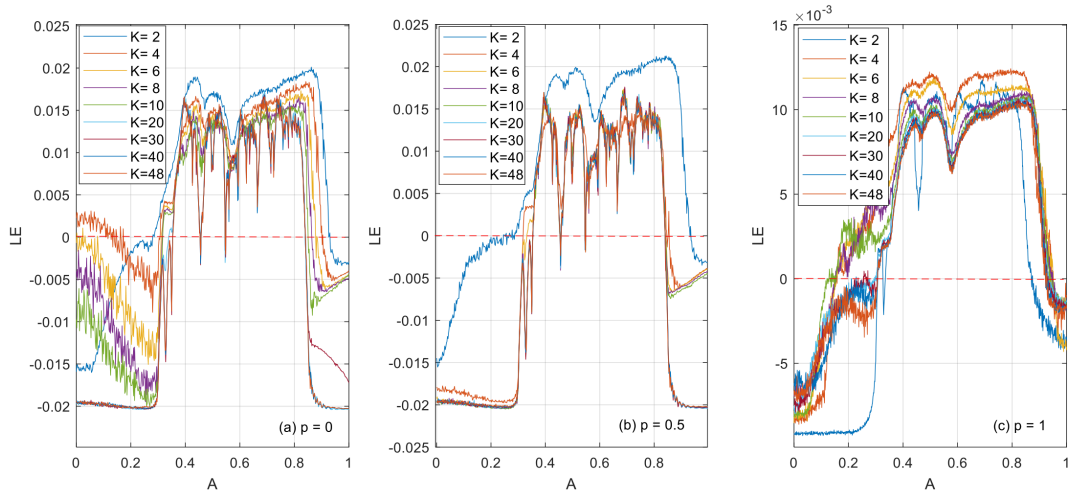 0.025
0.02
0.015
0.01
0.005
0
-0.005
-0.01
-0.015
-0.02
LE
K= 2
K= 4
K= 6
K= 8
K=10
K=20
K=30
K=40
K=48
(a) p = 0
0 0.2 0.4 0.6 0.8 1
A
0.025
0.02
0.015
0.01
0.005
0
-0.005
-0.01
-0.015
-0.02
-0.025
LE
K= 2
K= 4
K= 6
K= 8
K=10
K=20
K=30
K=40
K=48
(b) p = 0.5
0 0.2 0.4 0.6 0.8
A
×10-3
15
10
5
0
-5
LE
K= 2
K= 4
K= 6
K= 8
K=10
K=20
K=30
K=40
K=48
(c) p = 1
0 0.2 0.4 0.6 0.8 1
A